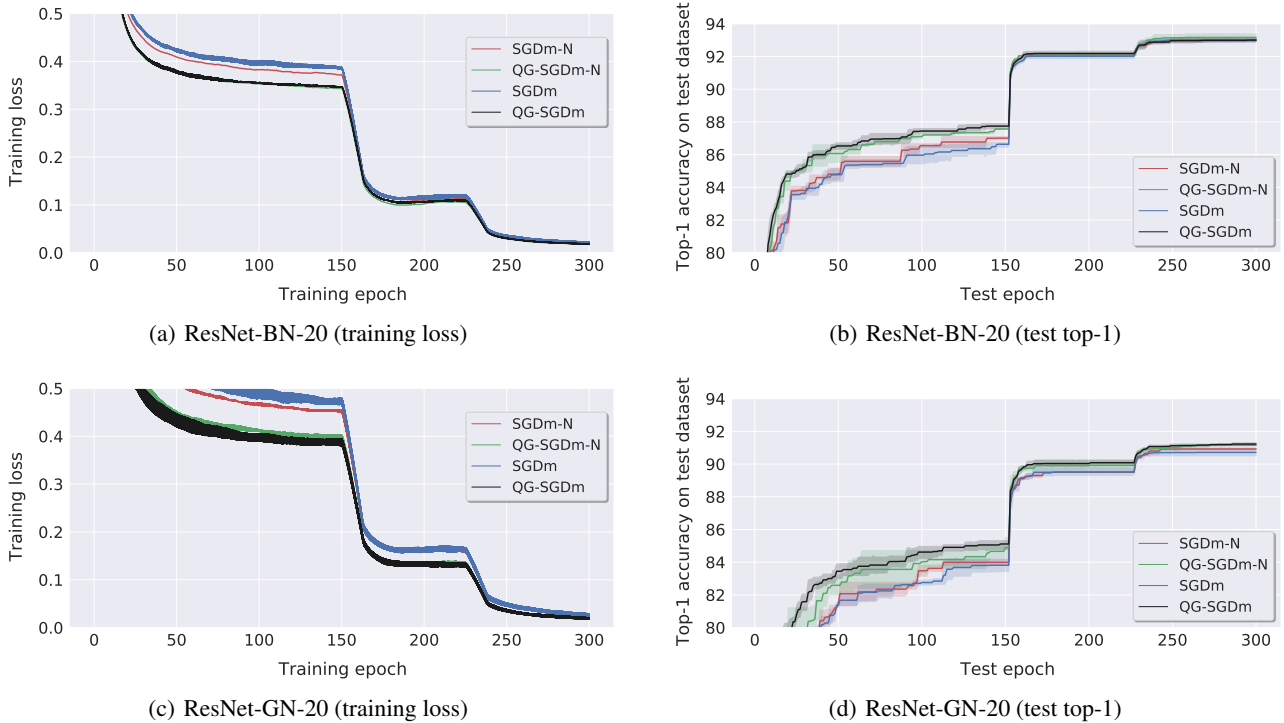 0.5
0.4
0.3
0.2
0.1
0.0
Training loss
SGDm-N
QG-SGDm-N
SGDm
QG-SGDm
0 50 100 150 200 250 300
Training epoch
(a) ResNet-BN-20 (training loss)
94
92
90
88
86
84
82
80
Top-1 accuracy on test dataset
SGDm-N
QG-SGDm-N
SGDm
QG-SGDm
0 50 100 150 200 250 300
Test epoch
(b) ResNet-BN-20 (test top-1)
0.5
0.4
0.3
0.2
0.1
0.0
Training loss
SGDm-N
QG-SGDm-N
SGDm
QG-SGDm
0 50 100 150 200 250 300
Training epoch
(c) ResNet-GN-20 (training loss)
94
92
90
88
86
84
82
80
Top-1 accuracy on test dataset
SGDm-N
QG-SGDm-N
SGDm
QG-SGDm
0 50 100 150 200 250 300
Test epoch
(d) ResNet-GN-20 (test top-1)